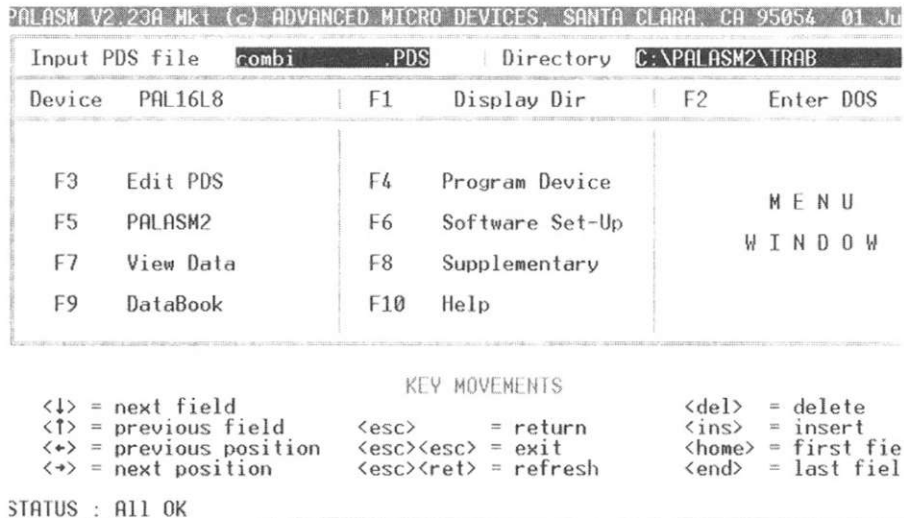 PALASM V2.23A Mkt (c) ADVANCED MICRO DEVICES, SANTA CLARA, CA 95054 01 Ju
Input PDS file combi .PDS Directory C:\PALASM2\TRAB
Device PAL16L8 F1 Display Dir F2 Enter DOS
F3 Edit PDS F4 Program Device
M E N U
F5 PALASM2 F6 Software Set-Up
W I N D O W
F7 View Data F8 Supplementary
F9 DataBook F10 Help
KEY MOVEMENTS
<↓> = next field <del> = delete
<↑> = previous field <esc> = return <ins> = insert
<←> = previous position <esc><esc> = exit <home> = first fie
<→> = next position <esc><ret> = refresh <end> = last fiel
STATUS : All OK